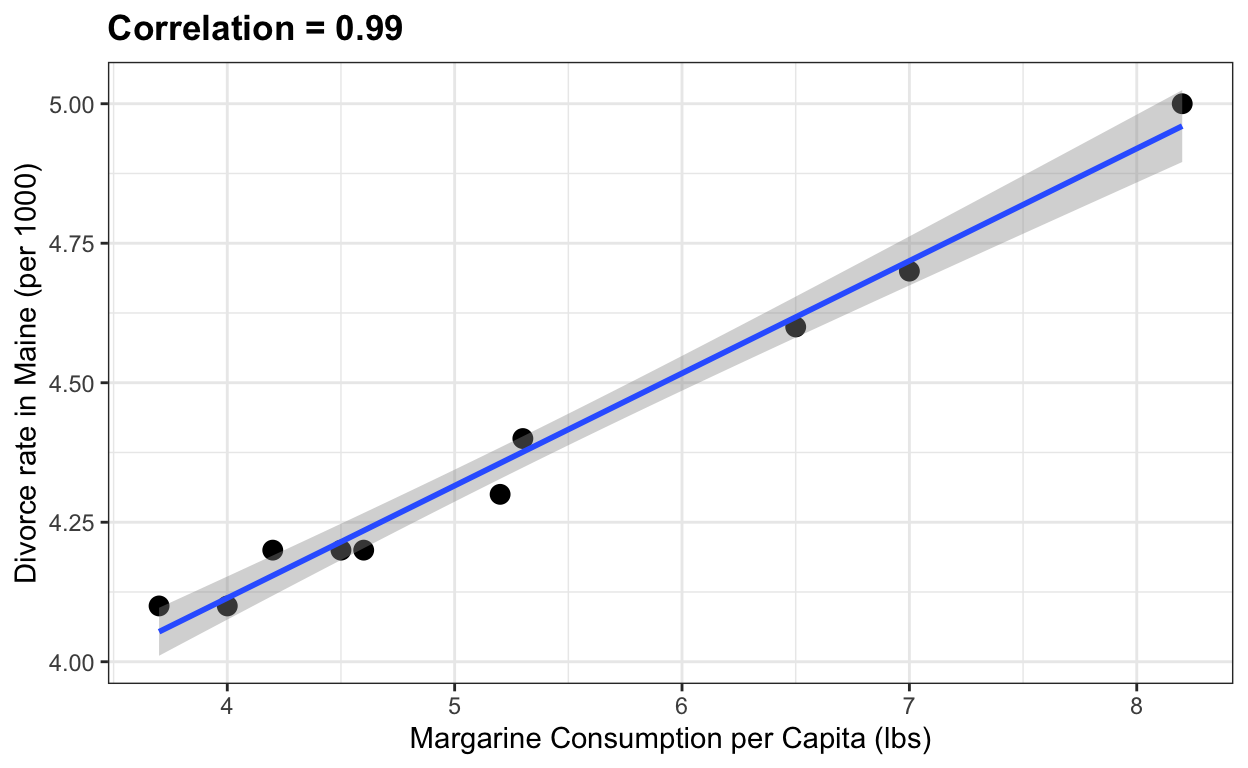 Correlation = 0.99
5.00
4.75
4.50
4.25
4.00
Divorce rate in Maine (per 1000)
4 5 6 7 8
Margarine Consumption per Capita (lbs)